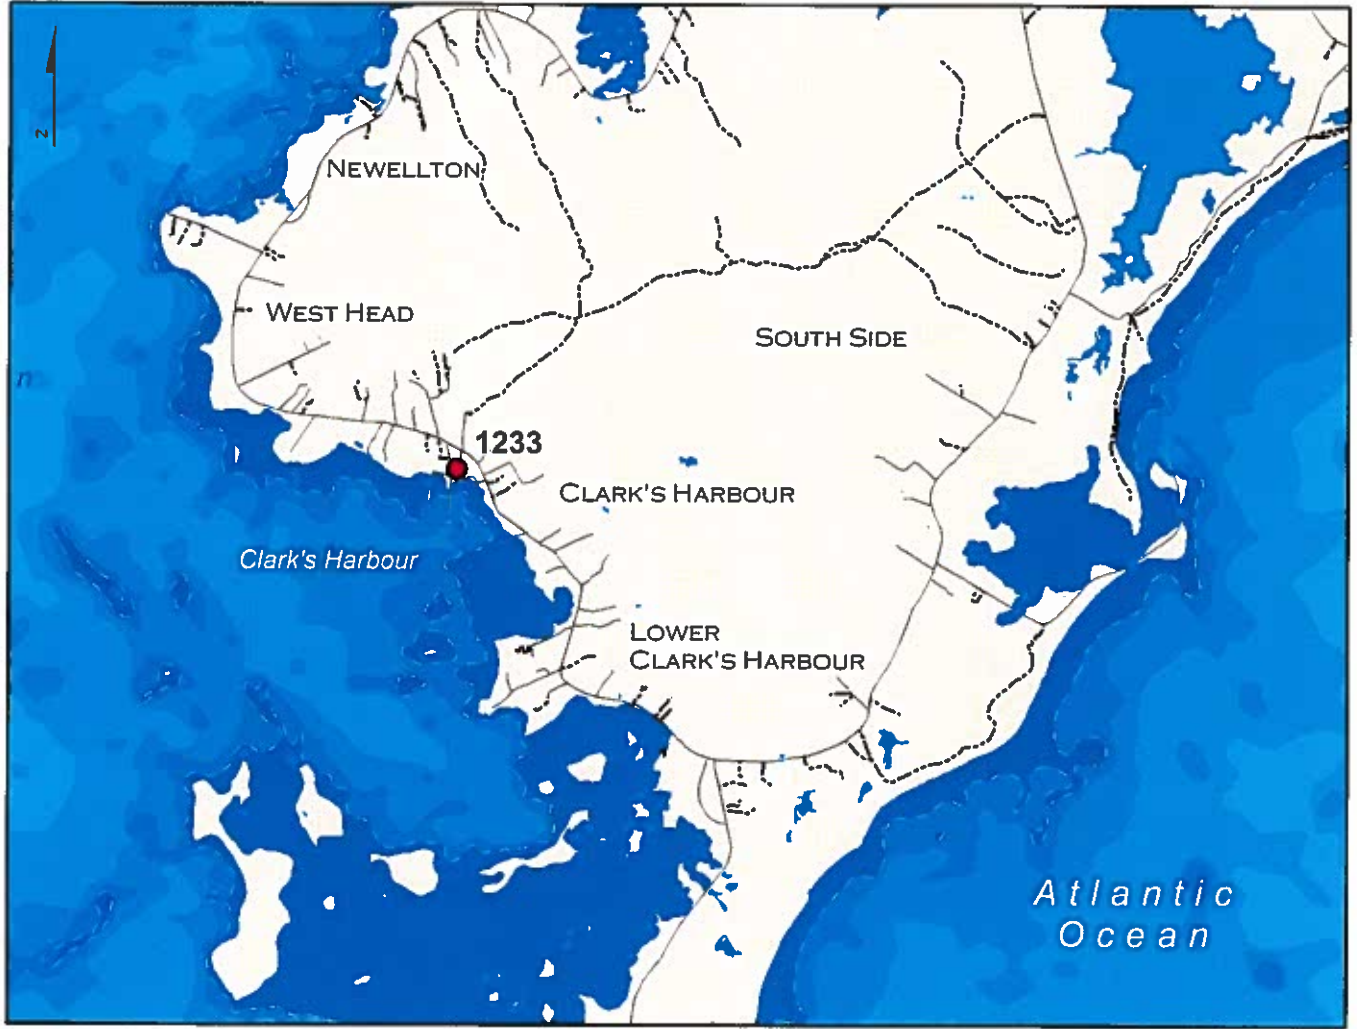 Z
NEWELLTON
WEST HEAD
SOUTH SIDE
n
1233
CLARK'S HARBOUR
Clark's Harbour
LOWER
CLARK'S HARBOUR
Atlantic
Ocean